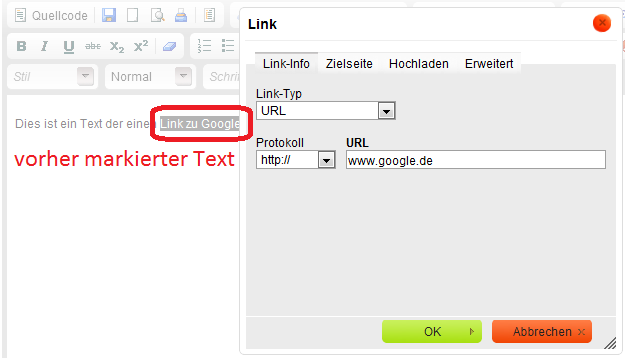 Quellcode
B I U abc X₂ X²
Stil Normal Schrif
Dies ist ein Text der einen Link zu Google
vorher markierter Text
Link
Link-Info Zielseite Hochladen Erweitert
Link-Typ
URL
Protokoll URL
http:// www.google.de
OK Abbrechen